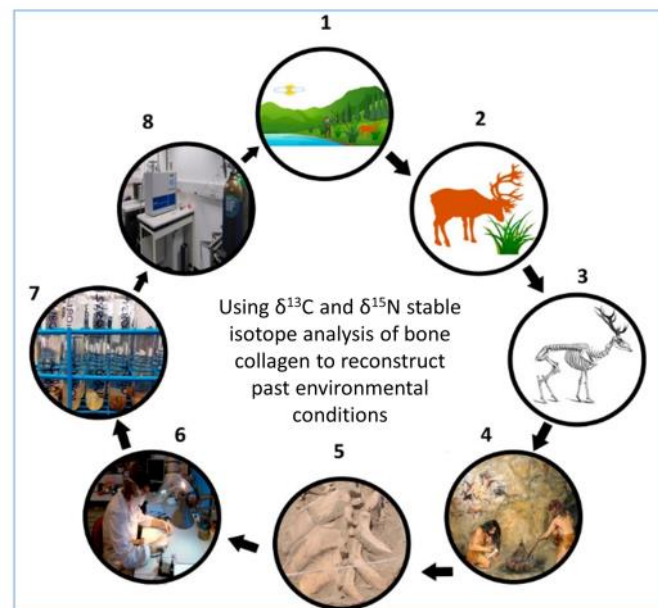 1
2
3
4
5
6
7
8
Using δ¹³C and δ¹⁵N stable
isotope analysis of bone
collagen to reconstruct
past environmental
conditions